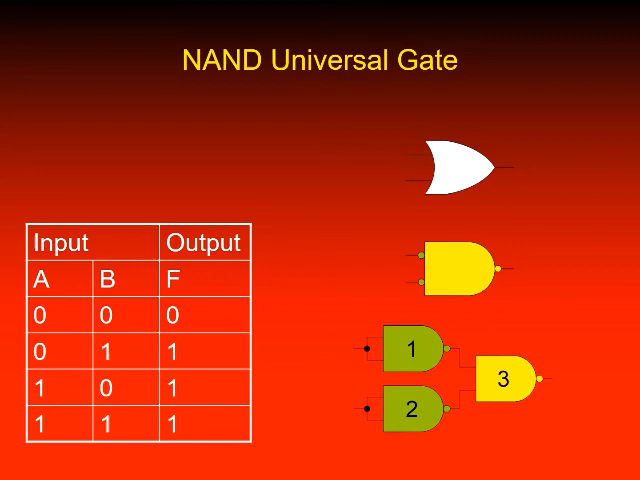 NAND Universal Gate
Input Output
A B F
0 0 0
0 1 1
1 0 1
1 1 1
1
2
3